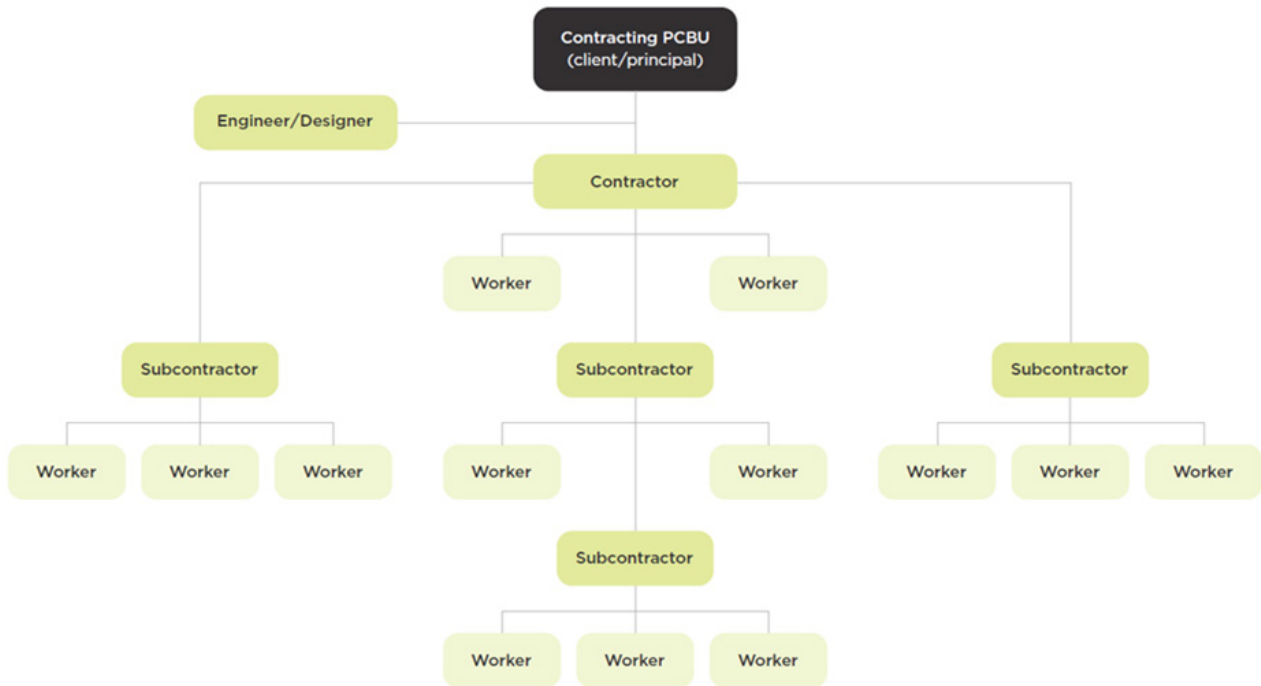 Contracting PCBU
(client/principal)
Engineer/Designer
Contractor
Worker
Worker
Subcontractor
Subcontractor
Subcontractor
Worker
Worker
Worker
Worker
Worker
Worker
Worker
Worker
Subcontractor
Worker
Worker
Worker